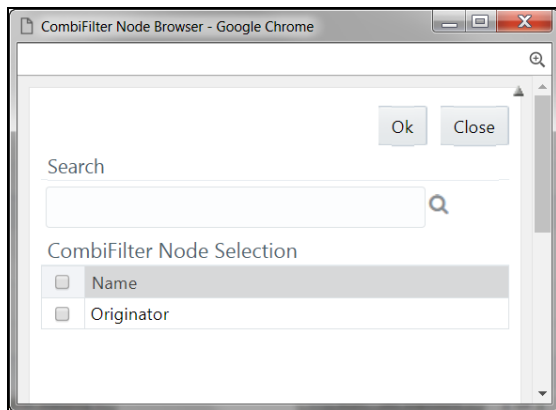 CombiFilter Node Browser - Google Chrome
Ok Close
Search
CombiFilter Node Selection
Name
Originator